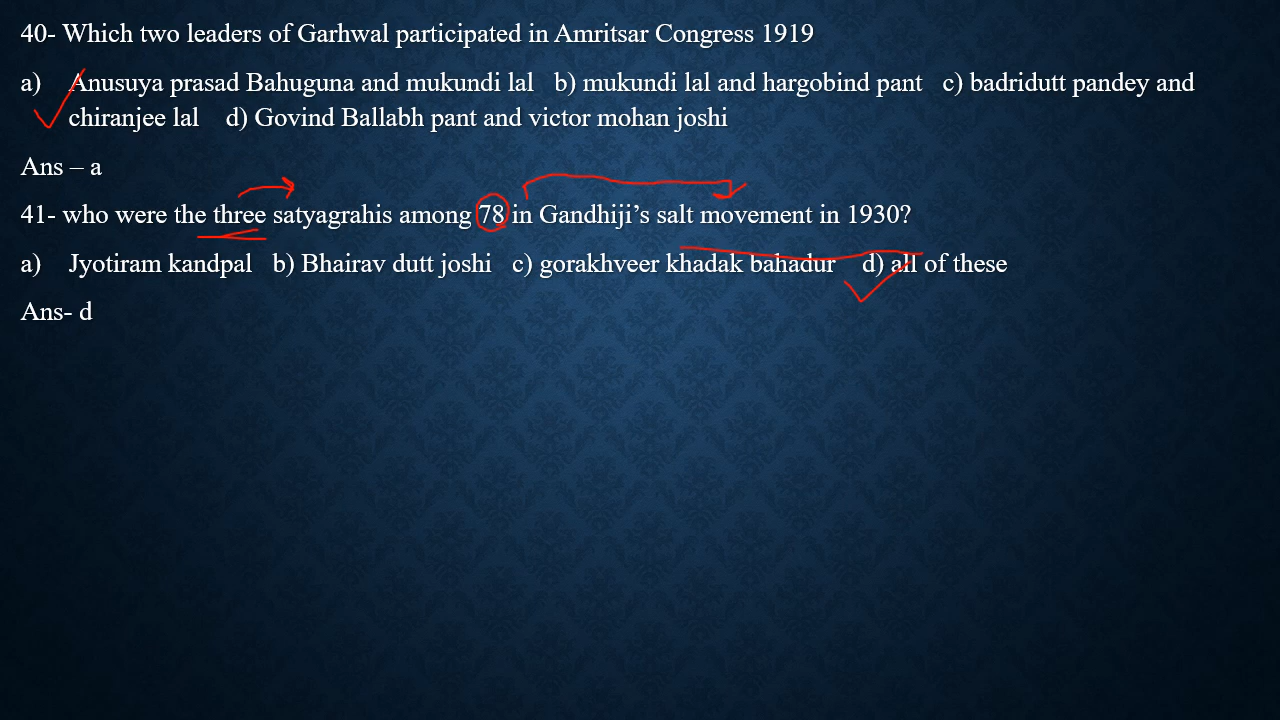 40- Which two leaders of Garhwal participated in Amritsar Congress 1919
a) Anusuya prasad Bahuguna and mukundi lal b) mukundi lal and hargobind pant c) badridutt pandey and
chiranjee lal d) Govind Ballabh pant and victor mohan joshi
Ans – a
41- who were the three satyagrahis among 78 in Gandhiji’s salt movement in 1930?
a) Jyotiram kandpal b) Bhairav dutt joshi c) gorakhveer khadak bahadur d) all of these
Ans- d